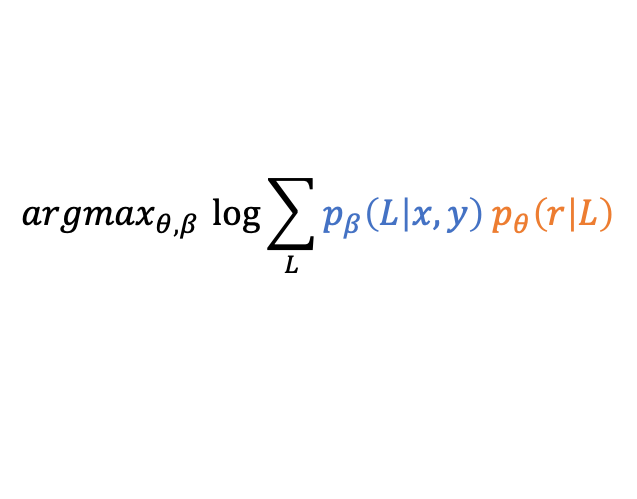 argmax_{θ,β} log ∑_L p_β(L|x, y) p_θ(r|L)